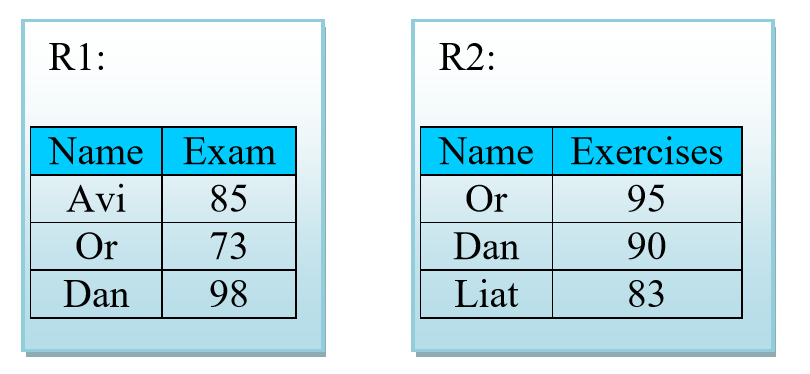 R1:
Name Exam
Avi 85
Or 73
Dan 98
R2:
Name Exercises
Or 95
Dan 90
Liat 83